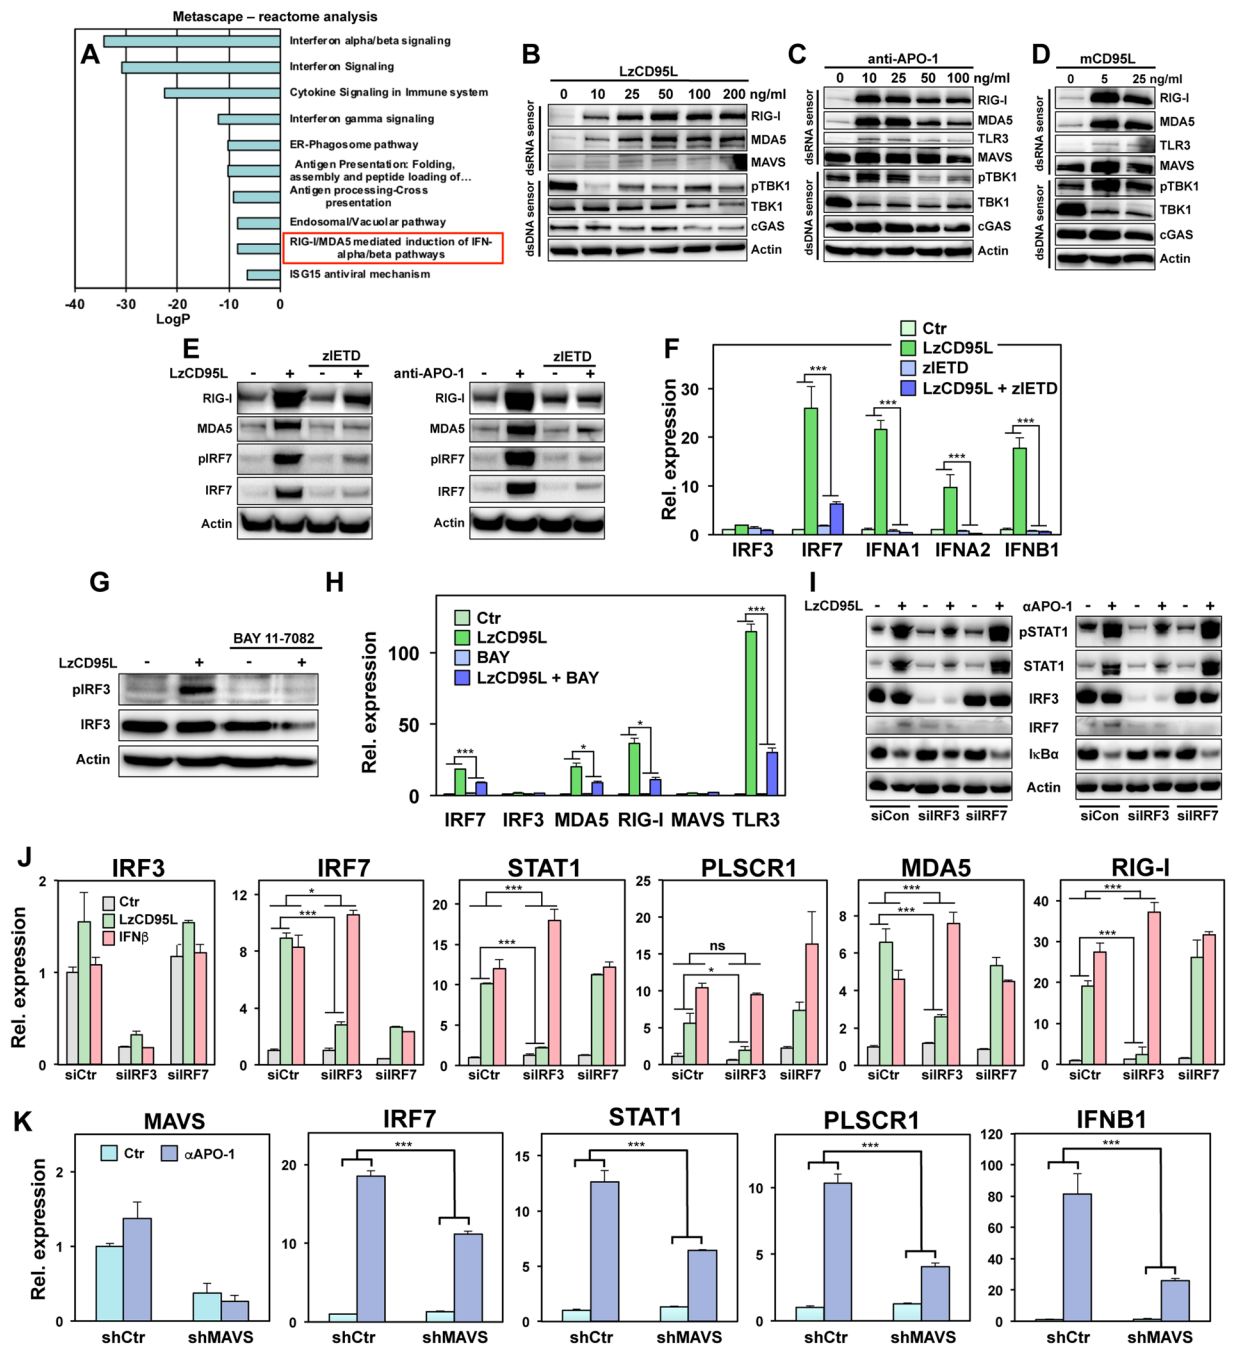 Metascape – reactome analysis
A
Interferon alpha/beta signaling
Interferon Signaling
Cytokine Signaling in Immune system
Interferon gamma signaling
ER-Phagosome pathway
Antigen Presentation: Folding,
assembly and peptide loading of…
Antigen processing-Cross
presentation
Endosomal/Vacuolar pathway
RIG-I/MDA5 mediated induction of IFN-
alpha/beta pathways
ISG15 antiviral mechanism
-40 -30 -20 -10 0
LogP
B
LzCD95L
0 10 25 50 100 200 ng/ml
dsRNA sensor
dsDNA sensor
RIG-I
MDA5
MAVS
pTBK1
TBK1
cGAS
Actin
C
anti-APO-1
0 10 25 50 100 ng/ml
dsRNA sensor
dsDNA sensor
RIG-I
MDA5
TLR3
MAVS
pTBK1
TBK1
cGAS
Actin
D
mCD95L
0 5 25 ng/ml
dsRNA sensor
dsDNA sensor
RIG-I
MDA5
TLR3
MAVS
pTBK1
TBK1
cGAS
Actin
E
zIETD
LzCD95L - + - +
RIG-I
MDA5
pIRF7
IRF7
Actin
zIETD
anti-APO-1 - + - +
RIG-I
MDA5
pIRF7
IRF7
Actin
F
Ctr
LzCD95L
zIETD
LzCD95L + zIETD
Rel. expression
30
20
10
0
*** *** *** ***
IRF3 IRF7 IFNA1 IFNA2 IFNB1
G
BAY 11-7082
LzCD95L - + - +
pIRF3
IRF3
Actin
H
Ctr
LzCD95L
BAY
LzCD95L + BAY
Rel. expression
100
50
0
*** * * ***
IRF7 IRF3 MDA5 RIG-I MAVS TLR3
I
LzCD95L - + - + - +
αAPO-1 - + - + - +
pSTAT1
STAT1
IRF3
IRF7
IκBα
Actin
siCon siIRF3 siIRF7
siCon siIRF3 siIRF7
J
IRF3
Rel. expression
2
1
0
Ctr
LzCD95L
IFNβ
siCtr siIRF3 siIRF7
IRF7
12
8
4
0
*
***
siCtr siIRF3 siIRF7
STAT1
20
15
10
5
0
***
***
siCtr siIRF3 siIRF7
PLSCR1
25
20
15
10
5
0
ns
*
siCtr siIRF3 siIRF7
MDA5
8
6
4
2
0
***
***
siCtr siIRF3 siIRF7
RIG-I
40
30
20
10
0
***
***
siCtr siIRF3 siIRF7
K
MAVS
Rel. expression
Ctr αAPO-1
2
1
0
shCtr shMAVS
IRF7
20
10
0
***
shCtr shMAVS
STAT1
15
10
5
0
***
shCtr shMAVS
PLSCR1
10
5
0
***
shCtr shMAVS
IFNB1
120
100
80
60
40
20
0
***
shCtr shMAVS